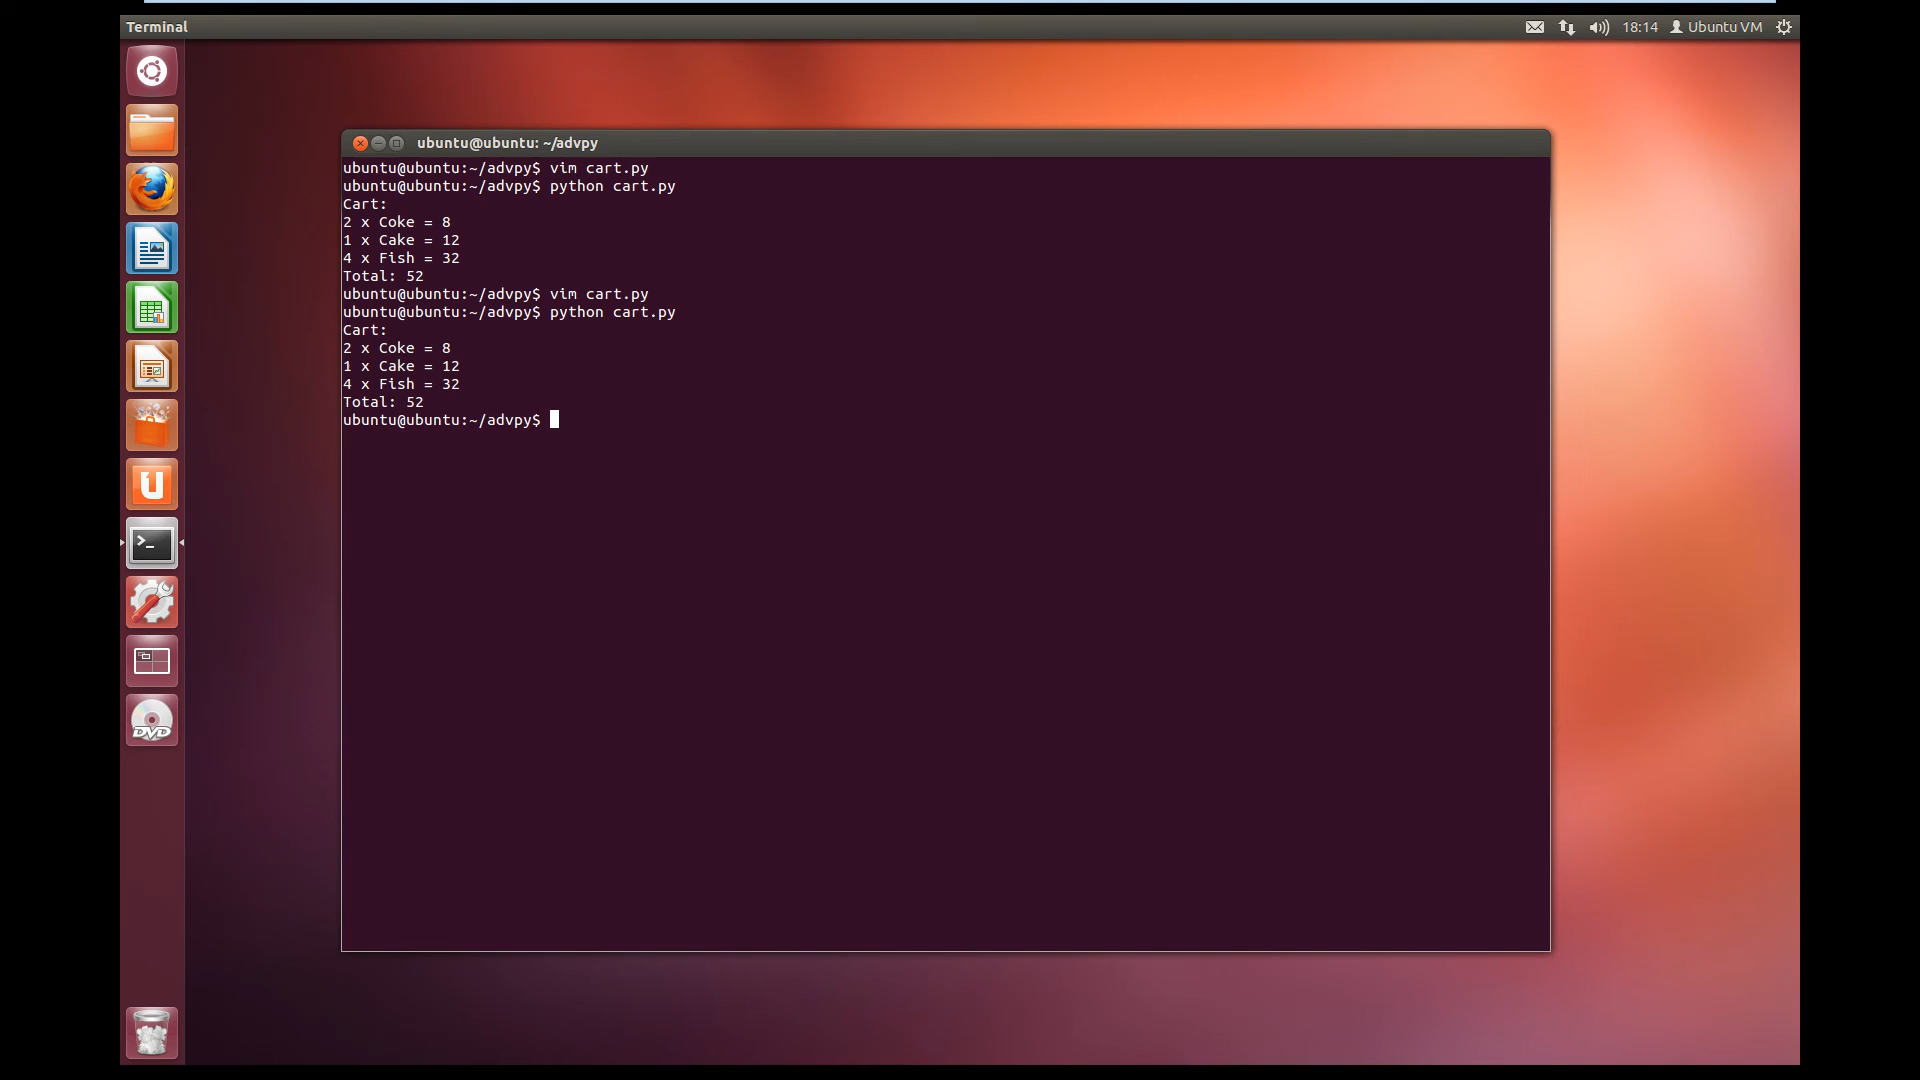 Terminal
18:14 Ubuntu VM
ubuntu@ubuntu: ~/advpy
ubuntu@ubuntu:~/advpy$ vim cart.py
ubuntu@ubuntu:~/advpy$ python cart.py
Cart:
2 x Coke = 8
1 x Cake = 12
4 x Fish = 32
Total: 52
ubuntu@ubuntu:~/advpy$ vim cart.py
ubuntu@ubuntu:~/advpy$ python cart.py
Cart:
2 x Coke = 8
1 x Cake = 12
4 x Fish = 32
Total: 52
ubuntu@ubuntu:~/advpy$
DVD